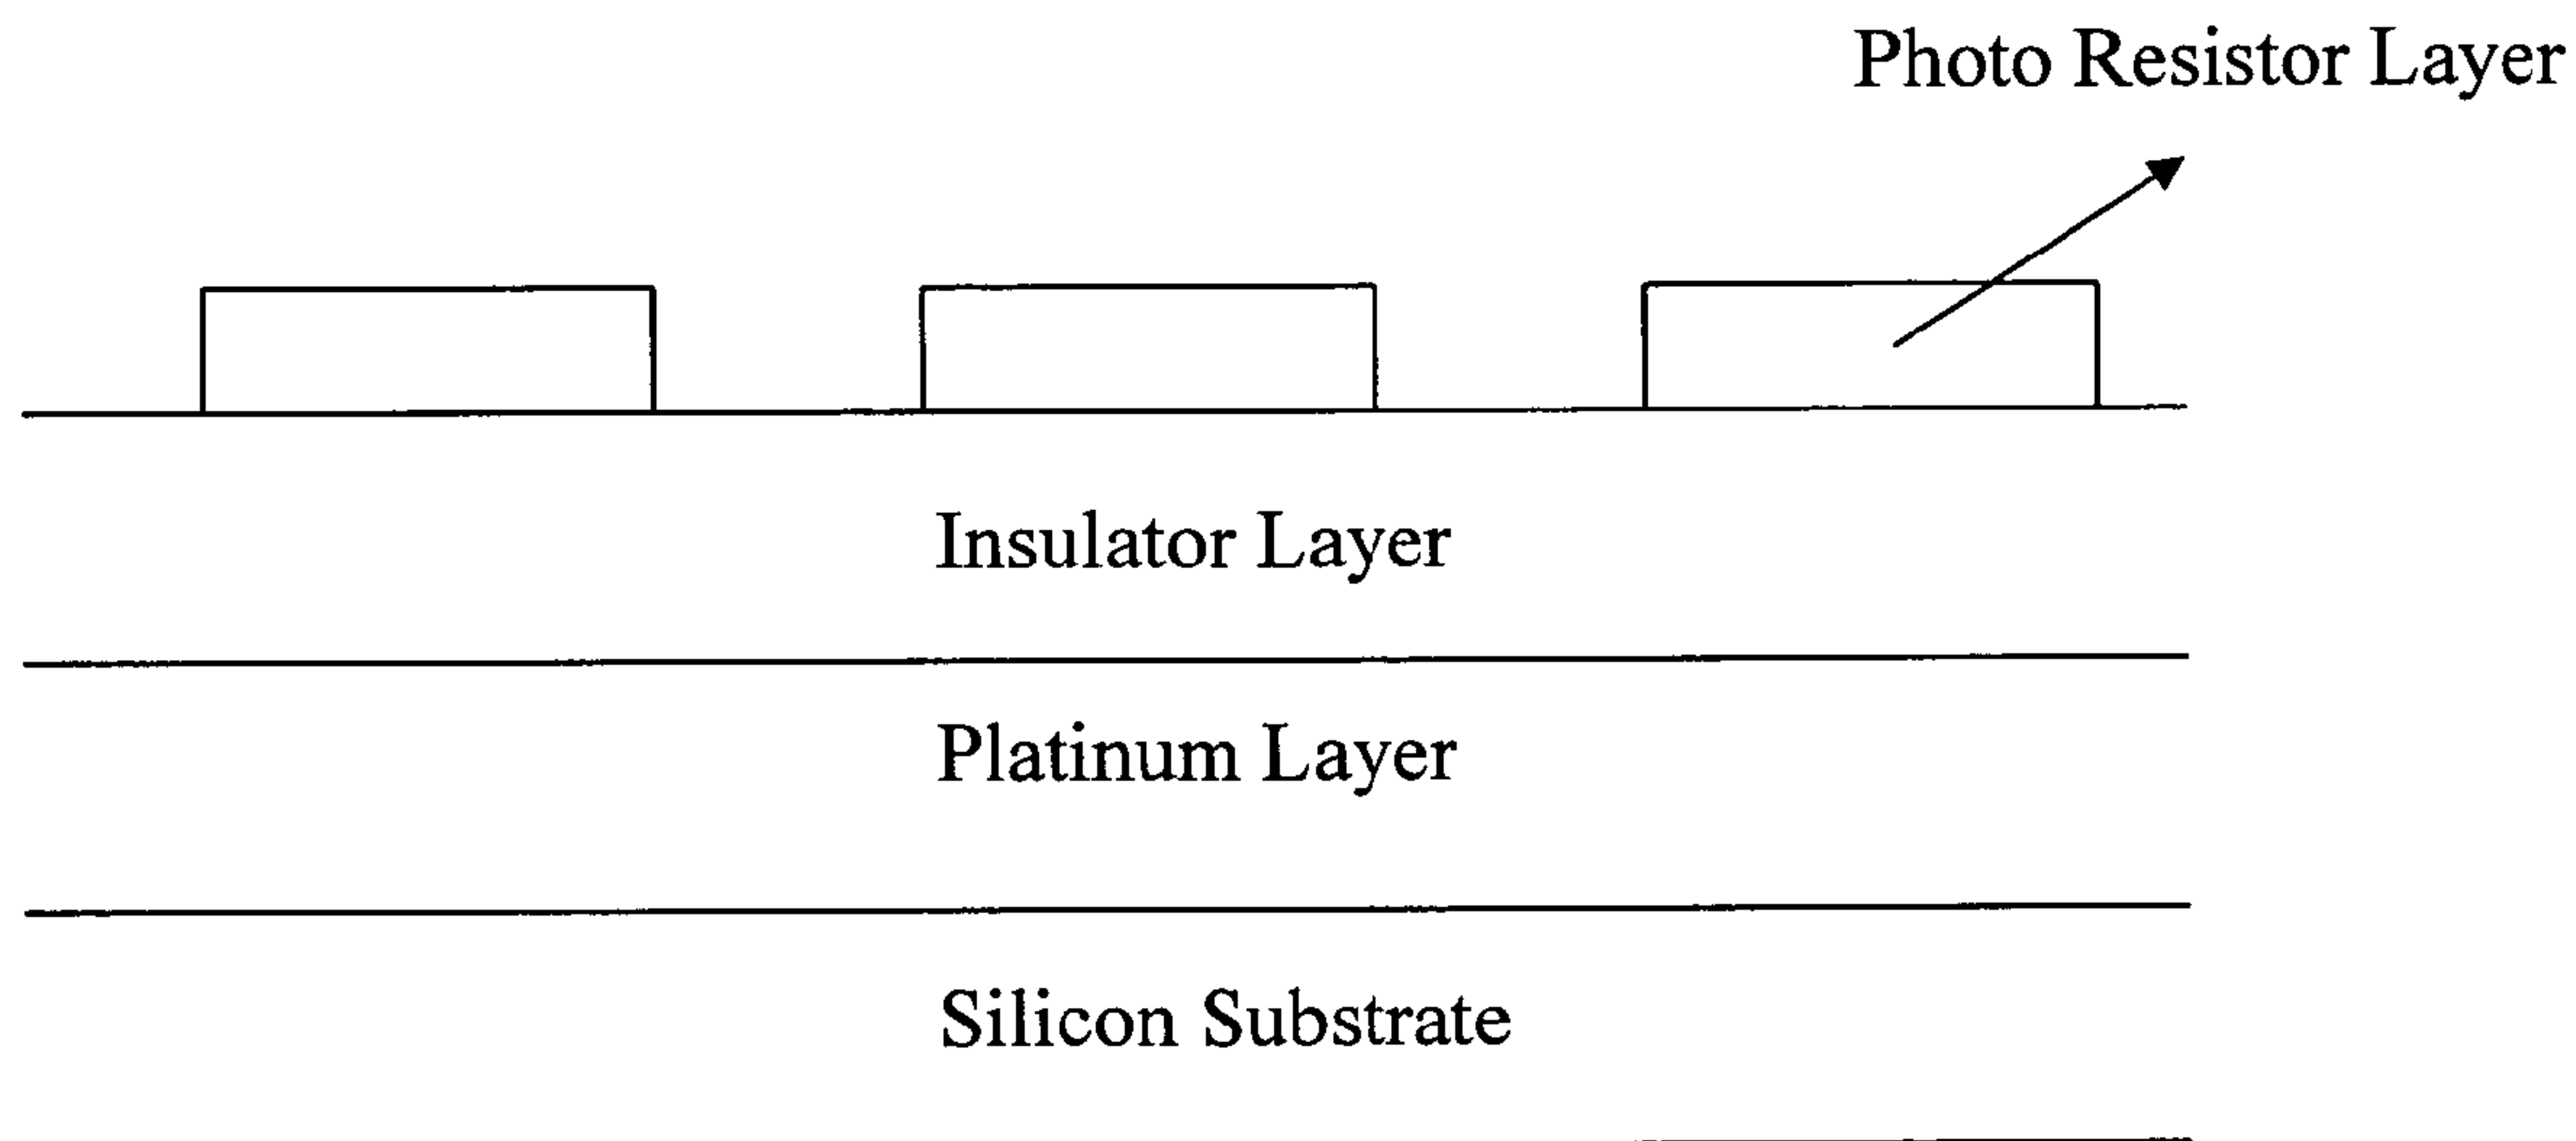 Photo Resistor Layer
Insulator Layer
Platinum Layer
Silicon Substrate